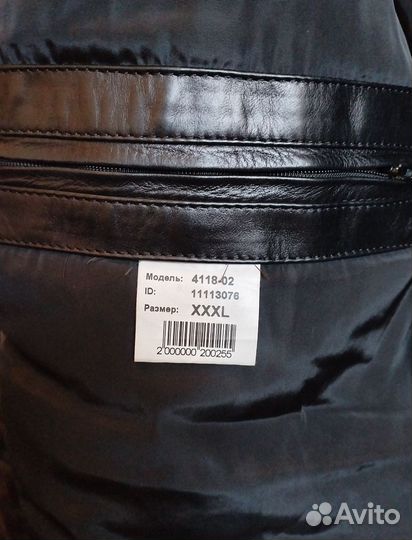 Модель: 4118-02
ID: 11113076
Размер: XXXL
2 000000 200255
Avito